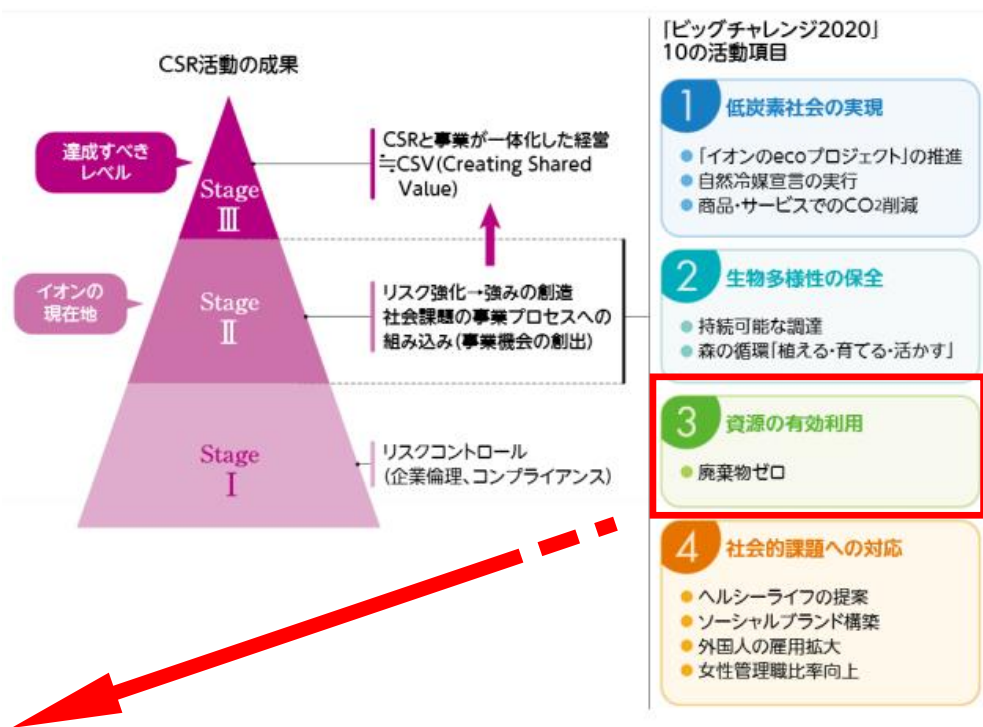 CSR活動の成果
達成すべき
レベル
Stage
Ⅲ
CSRと事業が一体化した経営
≒CSV(Creating Shared
Value)
イオンの
現在地
Stage
Ⅱ
リスク強化→強みの創造
社会課題の事業プロセスへの
組み込み(事業機会の創出)
Stage
Ⅰ
リスクコントロール
(企業倫理、コンプライアンス)
「ビッグチャレンジ2020」
10の活動項目
1 低炭素社会の実現
●「イオンのecoプロジェクト」の推進
●自然冷媒宣言の実行
●商品・サービスでのCO2削減
2 生物多様性の保全
●持続可能な調達
●森の循環「植える・育てる・活かす」
3 資源の有効利用
●廃棄物ゼロ
4 社会的課題への対応
●ヘルシーライフの提案
●ソーシャルブランド構築
●外国人の雇用拡大
●女性管理職比率向上